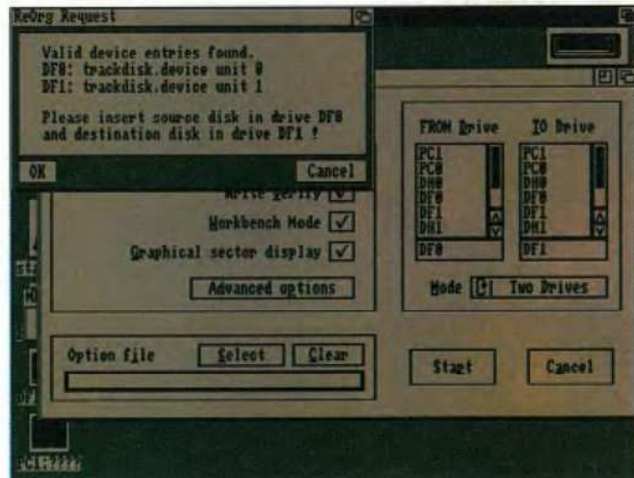 ReOrg Request
Valid device entries found.
DF0: trackdisk.device unit 0
DF1: trackdisk.device unit 1
Please insert source disk in drive DF0
and destination disk in drive DF1 !
OK
Cancel
Write Verify
Workbench Mode
Graphical sector display
Advanced options
FROM Drive
TO Drive
PC1
PC0
DH0
DF0
DF1
DH1
DF0
PC1
PC0
DH0
DF0
DF1
DH1
DF1
Mode
Two Drives
Option file
Select
Clear
Start
Cancel
PC1:????